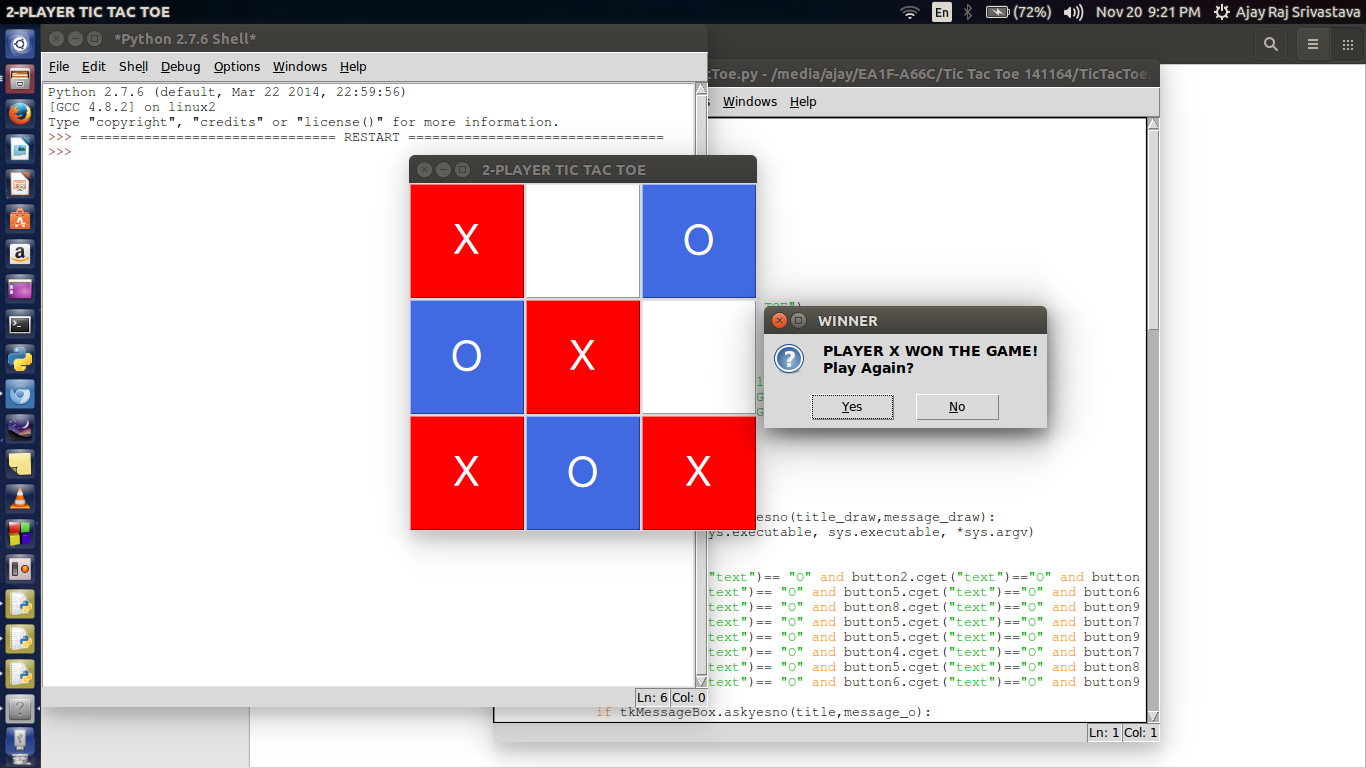 2-PLAYER TIC TAC TOE
En
(72%)
Nov 20 9:21 PM
Ajay Raj Srivastava
*Python 2.7.6 Shell*
File Edit Shell Debug Options Windows Help
Python 2.7.6 (default, Mar 22 2014, 22:59:56)
[GCC 4.8.2] on linux2
Type "copyright", "credits" or "license()" for more information.
>>> ================================ RESTART ================================
>>>
Ln: 6 Col: 0
cToe.py - /media/ajay/EA1F-A66C/Tic Tac Toe 141164/TicTacToe.
s Windows Help
2-PLAYER TIC TAC TOE
X O
O X
X O X
WINNER
PLAYER X WON THE GAME!
Play Again?
Yes No
TOE")
l
G
G
esno(title_draw,message_draw):
ys.executable, sys.executable, *sys.argv)
"text")== "O" and button2.cget("text")=="O" and button
text")== "O" and button5.cget("text")=="O" and button6
text")== "O" and button8.cget("text")=="O" and button9
text")== "O" and button5.cget("text")=="O" and button7
text")== "O" and button5.cget("text")=="O" and button9
text")== "O" and button4.cget("text")=="O" and button7
text")== "O" and button5.cget("text")=="O" and button8
text")== "O" and button6.cget("text")=="O" and button9
if tkMessageBox.askyesno(title,message_o):
Ln: 1 Col: 1